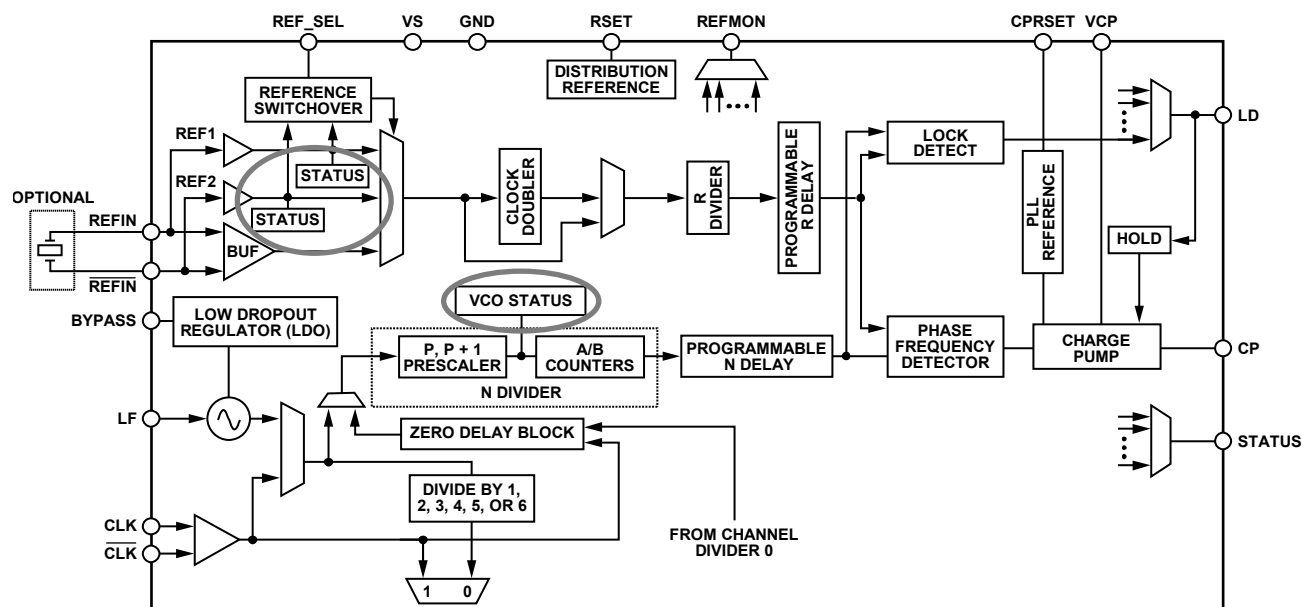 REF_SEL
VS
GND
RSET
REFMON
CPRSET
VCP
REFERENCE
SWITCHOVER
DISTRIBUTION
REFERENCE
LD
REF1
STATUS
REF2
STATUS
BUF
OPTIONAL
REFIN
REFIN
CLOCK
DOUBLER
R
DIVIDER
PROGRAMMABLE
R DELAY
LOCK
DETECT
PLL
REFERENCE
HOLD
BYPASS
LOW DROPOUT
REGULATOR (LDO)
VCO STATUS
P, P + 1
PRESCALER
A/B
COUNTERS
N DIVIDER
PROGRAMMABLE
N DELAY
PHASE
FREQUENCY
DETECTOR
CHARGE
PUMP
CP
LF
ZERO DELAY BLOCK
STATUS
DIVIDE BY 1,
2, 3, 4, 5, OR 6
FROM CHANNEL
DIVIDER 0
CLK
CLK
1 0